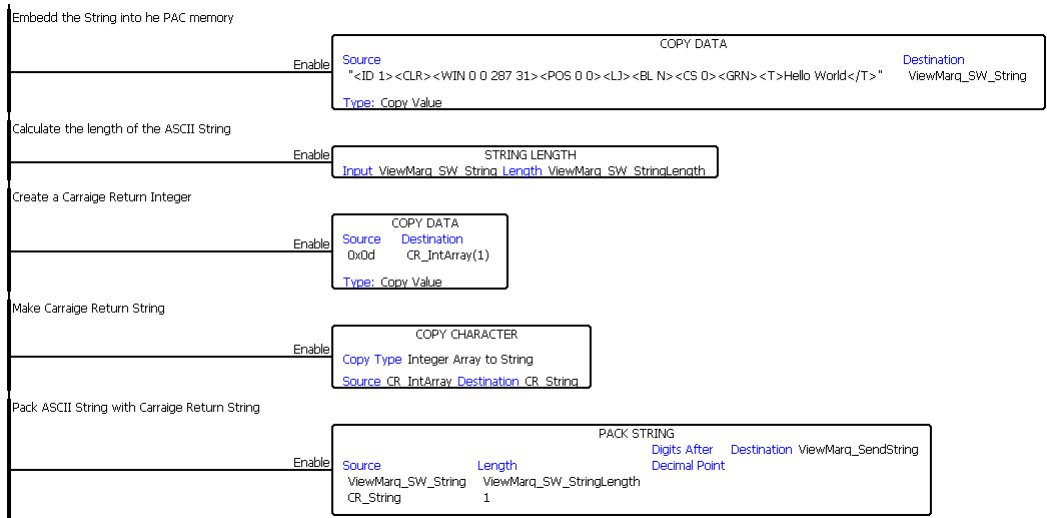 Embedd the String into he PAC memory
COPY DATA
Enable Source Destination
"<ID 1><CLR><WIN 0 0 287 31><POS 0 0><LJ><BL N><CS 0><GRN><T>Hello World</T>" ViewMarq_SW_String
Type: Copy Value
Calculate the length of the ASCII String
Enable STRING LENGTH
Input ViewMarq_SW_String Length ViewMarq_SW_StringLength
Create a Carraige Return Integer
COPY DATA
Enable Source Destination
0x0d CR_IntArray(1)
Type: Copy Value
Make Carraige Return String
COPY CHARACTER
Enable
Copy Type Integer Array to String
Source CR_IntArray Destination CR_String
Pack ASCII String with Carraige Return String
PACK STRING
Digits After Destination ViewMarq_SendString
Enable Source Length Decimal Point
ViewMarq_SW_String ViewMarq_SW_StringLength
CR_String 1